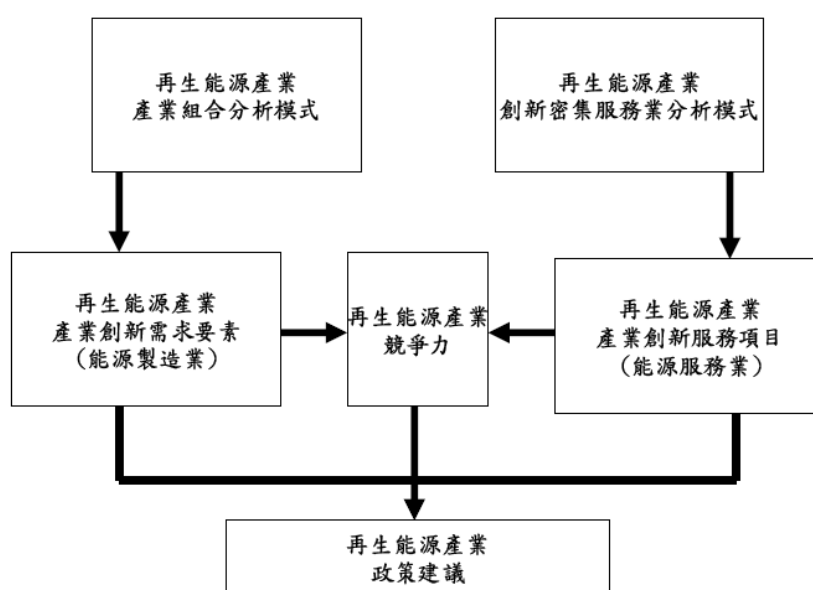 再生能源產業
產業組合分析模式
再生能源產業
創新密集服務業分析模式
再生能源產業
產業創新需求要素
(能源製造業)
再生能源產業
競爭力
再生能源產業
產業創新服務項目
(能源服務業)
再生能源產業
政策建議